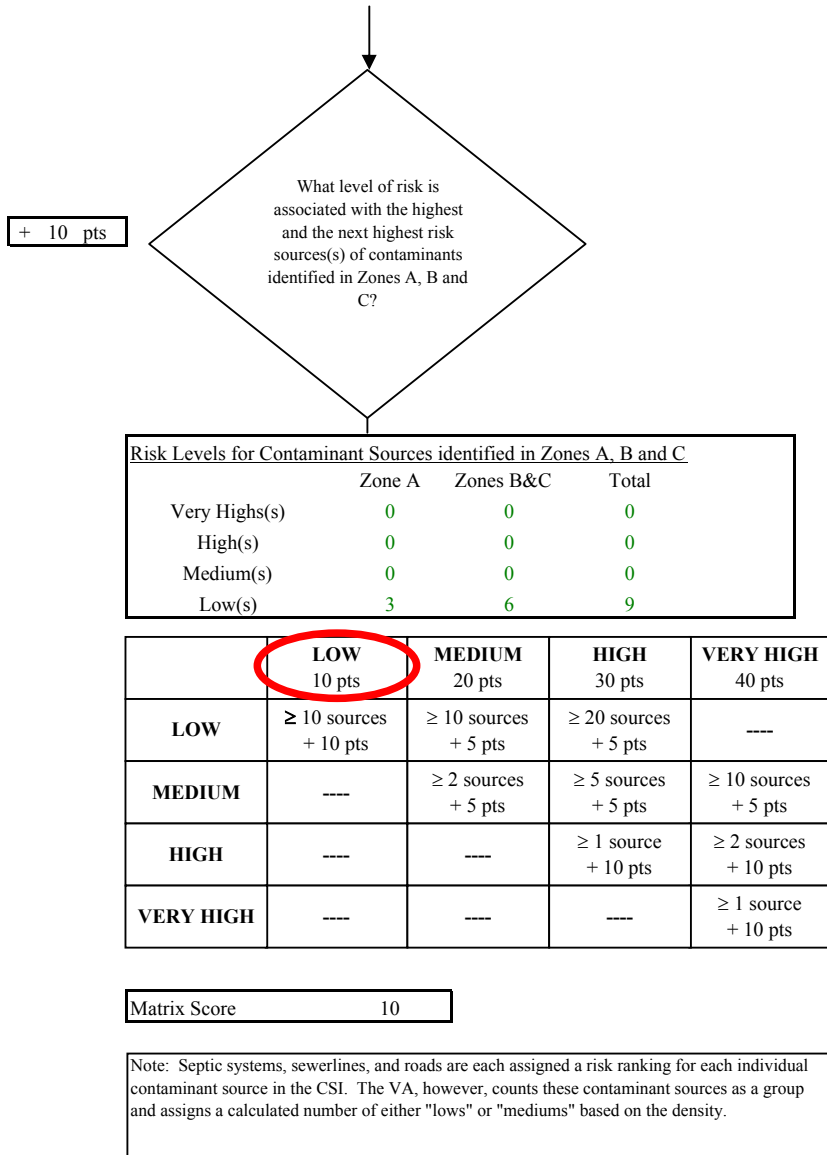 What level of risk is
associated with the highest
and the next highest risk
sources(s) of contaminants
identified in Zones A, B and
C?
+ 10 pts
Risk Levels for Contaminant Sources identified in Zones A, B and C
Zone A Zones B&C Total
Very Highs(s) 0 0 0
High(s) 0 0 0
Medium(s) 0 0 0
Low(s) 3 6 9
LOW MEDIUM HIGH VERY HIGH
10 pts 20 pts 30 pts 40 pts
LOW ≥ 10 sources ≥ 10 sources ≥ 20 sources ----
+ 10 pts + 5 pts + 5 pts
MEDIUM ---- ≥ 2 sources ≥ 5 sources ≥ 10 sources
+ 5 pts + 5 pts + 5 pts
HIGH ---- ---- ≥ 1 source ≥ 2 sources
+ 10 pts + 10 pts
VERY HIGH ---- ---- ---- ≥ 1 source
+ 10 pts
Matrix Score 10
Note: Septic systems, sewerlines, and roads are each assigned a risk ranking for each individual
contaminant source in the CSI. The VA, however, counts these contaminant sources as a group
and assigns a calculated number of either "lows" or "mediums" based on the density.